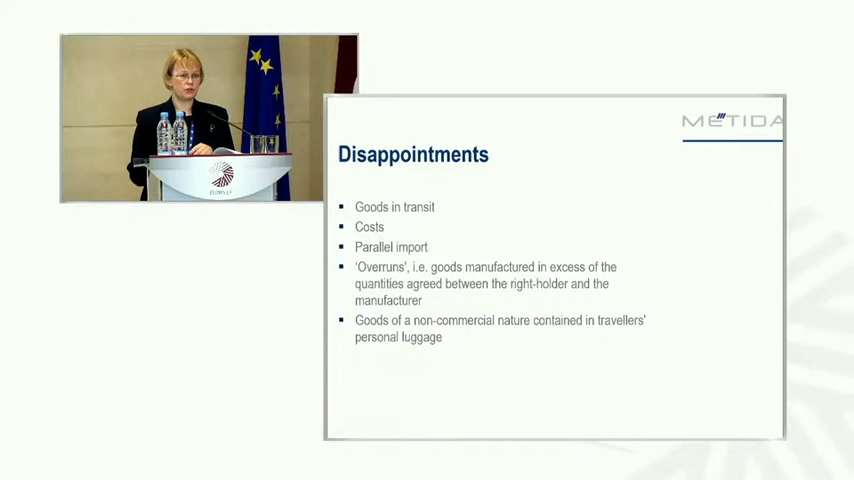 METIDA
Disappointments
Goods in transit
Costs
Parallel import
'Overruns', i.e. goods manufactured in excess of the
quantities agreed between the right-holder and the
manufacturer
Goods of a non-commercial nature contained in travellers'
personal luggage